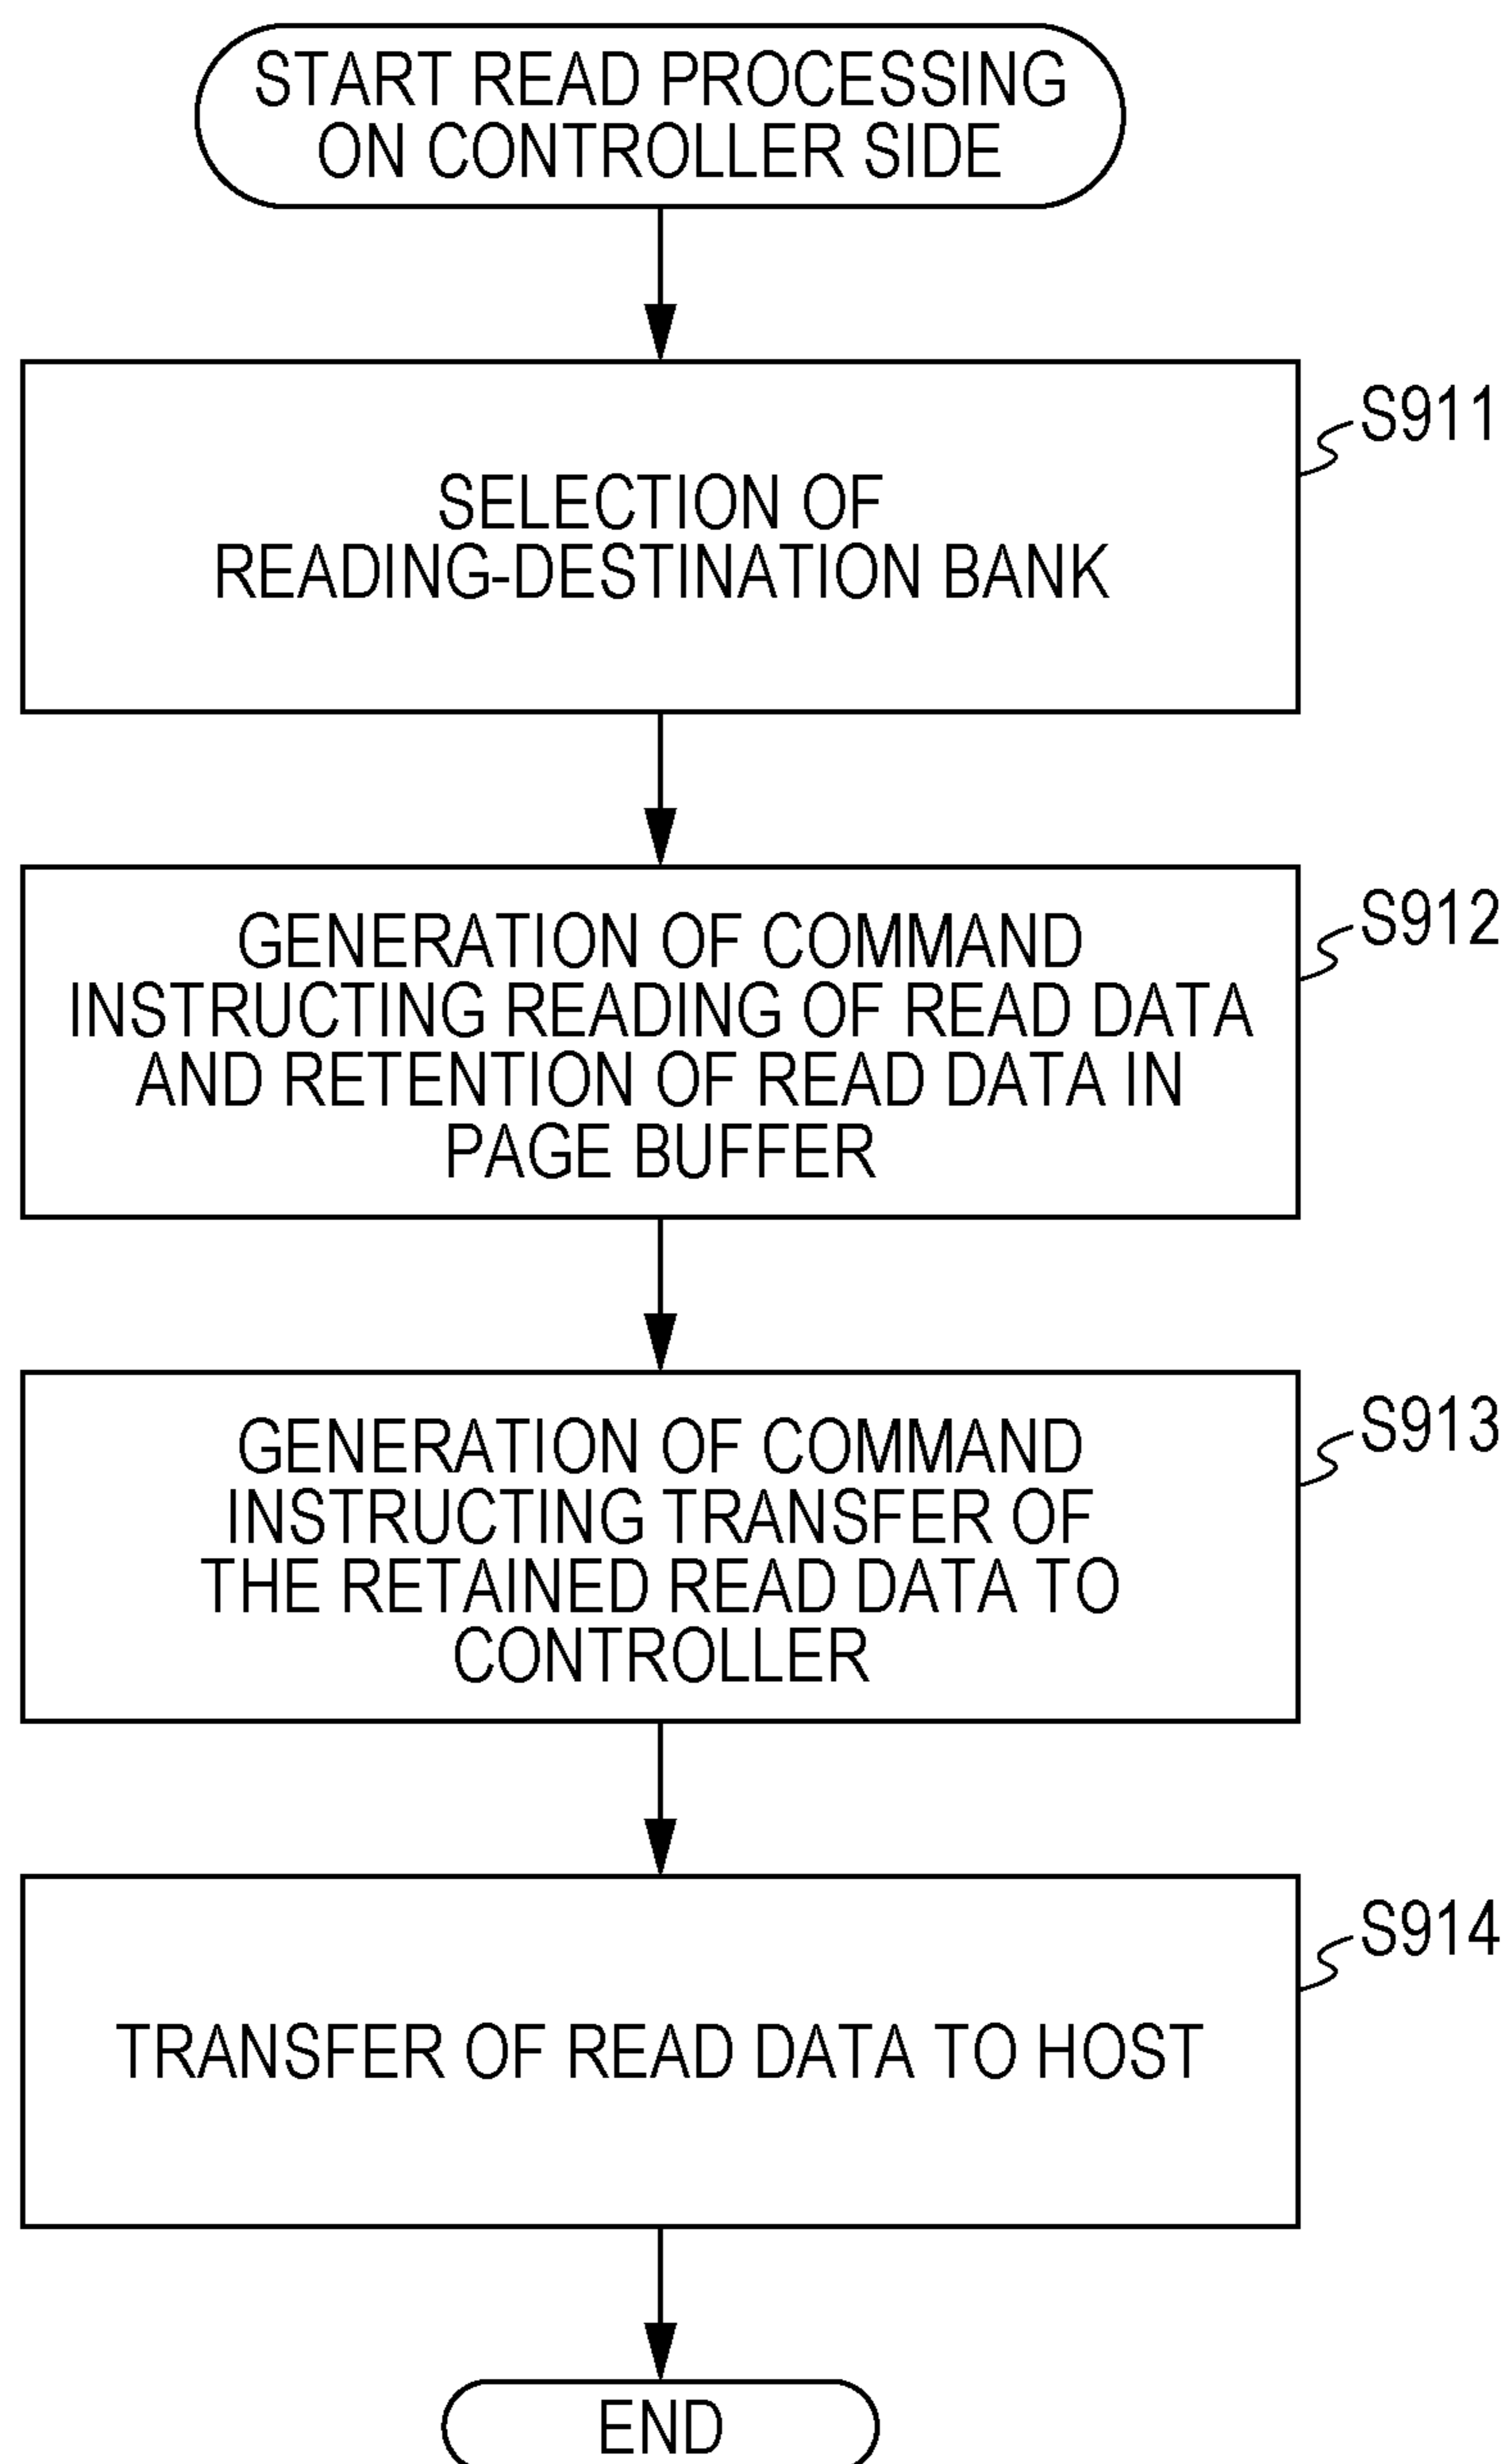 START READ PROCESSING
ON CONTROLLER SIDE
S911
SELECTION OF
READING-DESTINATION BANK
S912
GENERATION OF COMMAND
INSTRUCTING READING OF READ DATA
AND RETENTION OF READ DATA IN
PAGE BUFFER
S913
GENERATION OF COMMAND
INSTRUCTING TRANSFER OF
THE RETAINED READ DATA TO
CONTROLLER
S914
TRANSFER OF READ DATA TO HOST
END